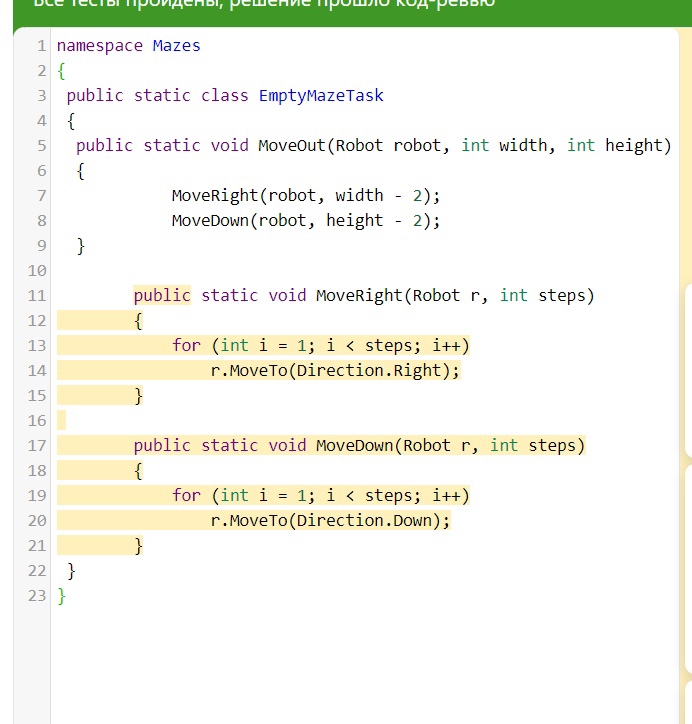 Все тесты пройдены, решение прошло код-ревью
1 namespace Mazes
2 {
3 public static class EmptyMazeTask
4 {
5 public static void MoveOut(Robot robot, int width, int height)
6 {
7 MoveRight(robot, width - 2);
8 MoveDown(robot, height - 2);
9 }
10
11 public static void MoveRight(Robot r, int steps)
12 {
13 for (int i = 1; i < steps; i++)
14 r.MoveTo(Direction.Right);
15 }
16
17 public static void MoveDown(Robot r, int steps)
18 {
19 for (int i = 1; i < steps; i++)
20 r.MoveTo(Direction.Down);
21 }
22 }
23 }